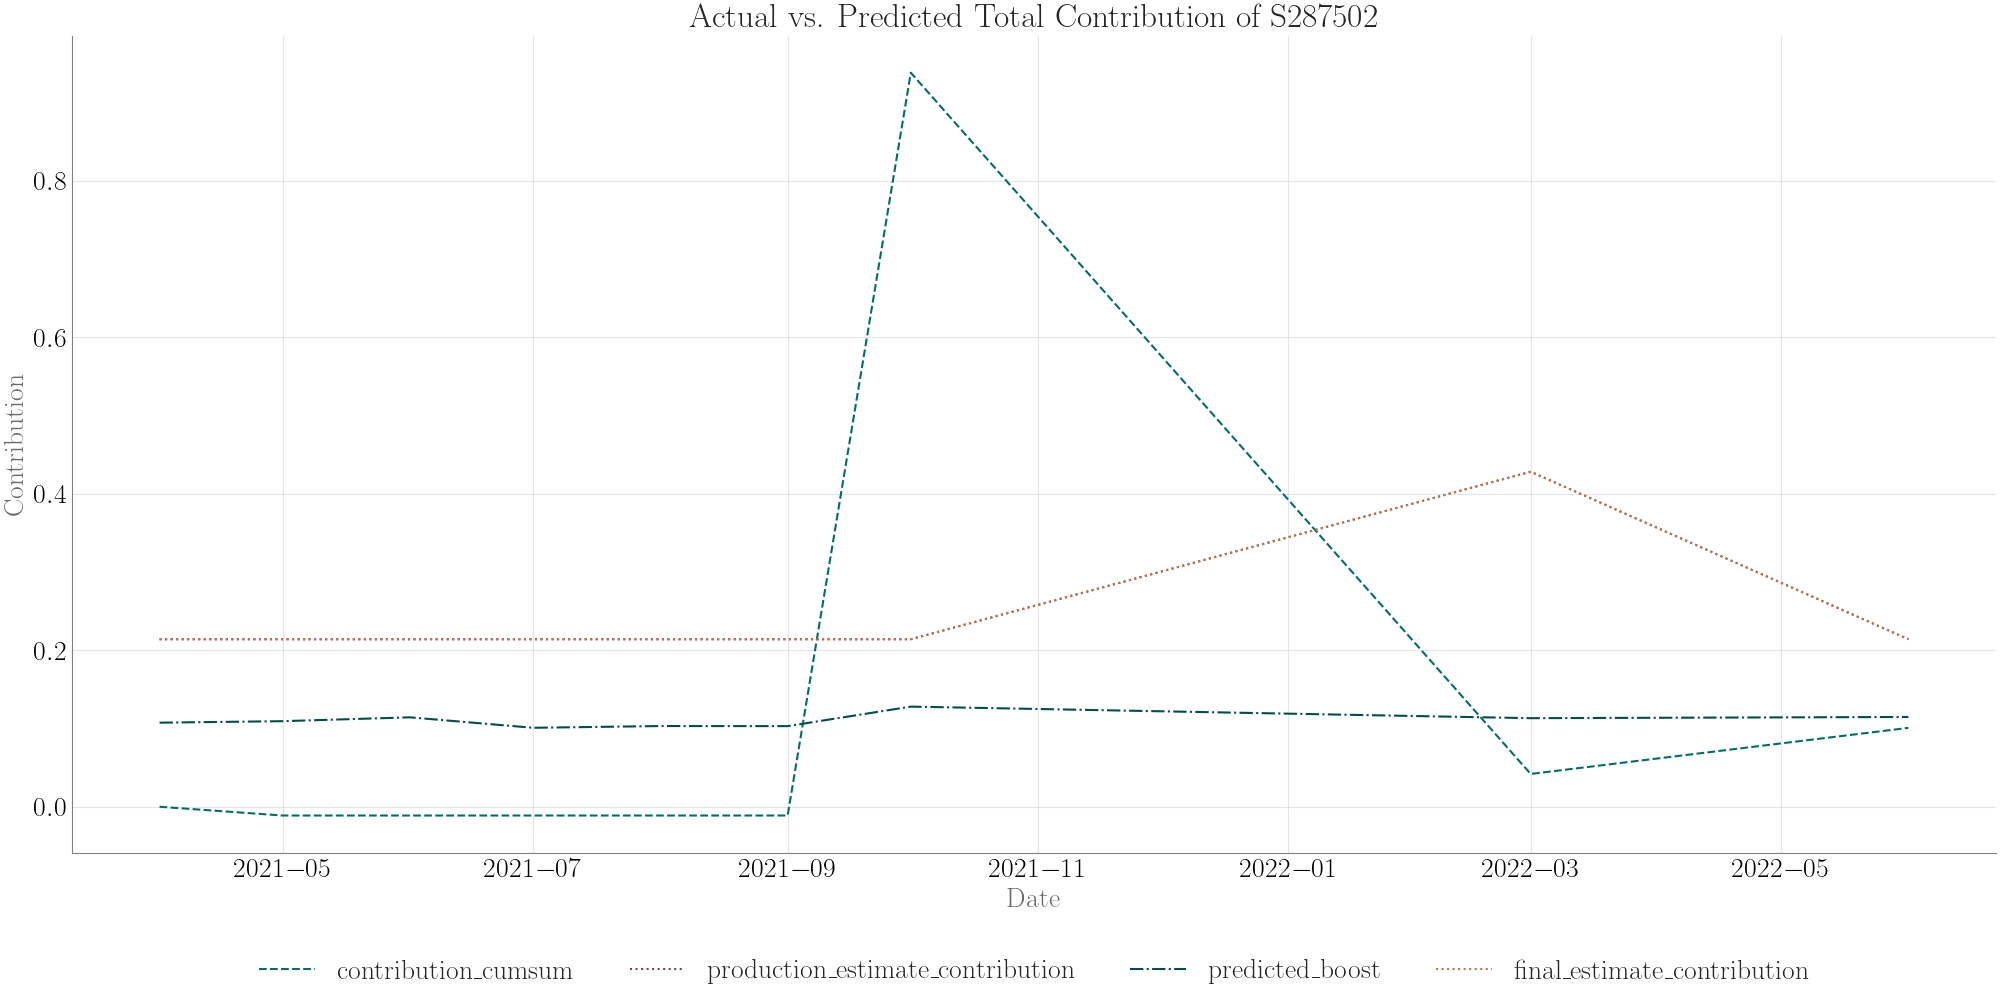 Actual vs. Predicted Total Contribution of S287502
Contribution
0.8
0.6
0.4
0.2
0.0
2021−05 2021−07 2021−09 2021−11 2022−01 2022−03 2022−05
Date
contribution_cumsum production_estimate_contribution predicted_boost final_estimate_contribution